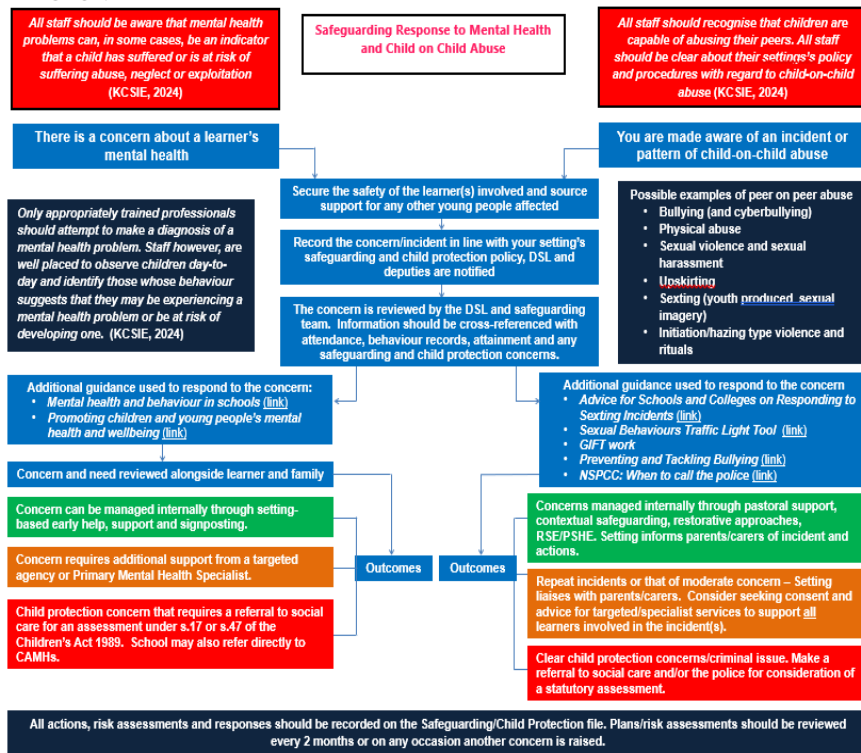 All staff should be aware that mental health
problems can, in some cases, be an indicator
that a child has suffered or is at risk of
suffering abuse, neglect or exploitation
(KCSIE, 2024)
Safeguarding Response to Mental Health
and Child on Child Abuse
All staff should recognise that children are
capable of abusing their peers. All staff
should be clear about their settings's policy
and procedures with regard to child-on-child
abuse (KCSIE, 2024)
There is a concern about a learner's
mental health
You are made aware of an incident or
pattern of child-on-child abuse
Secure the safety of the learner(s) involved and source
support for any other young people affected
Only appropriately trained professionals
should attempt to make a diagnosis of a
mental health problem. Staff however, are
well placed to observe children day-to-
day and identify those whose behaviour
suggests that they may be experiencing a
mental health problem or be at risk of
developing one. (KCSIE, 2024)
Record the concern/incident in line with your setting's
safeguarding and child protection policy, DSL and
deputies are notified
Possible examples of peer on peer abuse
• Bullying (and cyberbullying)
• Physical abuse
• Sexual violence and sexual
harassment
• Upskirting
• Sexting (youth produced sexual
imagery)
• Initiation/hazing type violence and
rituals
The concern is reviewed by the DSL and safeguarding
team. Information should be cross-referenced with
attendance, behaviour records, attainment and any
safeguarding and child protection concerns.
Additional guidance used to respond to the concern:
• Mental health and behaviour in schools (link)
• Promoting children and young people's mental
health and wellbeing (link)
Additional guidance used to respond to the concern
• Advice for Schools and Colleges on Responding to
Sexting Incidents (link)
• Sexual Behaviours Traffic Light Tool (link)
• GIFT work
• Preventing and Tackling Bullying (link)
• NSPCC: When to call the police (link)
Concern and need reviewed alongside learner and family
Concern can be managed internally through setting-
based early help, support and signposting.
Concern requires additional support from a targeted
agency or Primary Mental Health Specialist.
Child protection concern that requires a referral to social
care for an assessment under s.17 or s.47 of the
Children's Act 1989. School may also refer directly to
CAMHs.
Outcomes
Outcomes
Concerns managed internally through pastoral support,
contextual safeguarding, restorative approaches,
RSE/PSHE. Setting informs parents/carers of incident and
actions.
Repeat incidents or that of moderate concern – Setting
liaises with parents/carers. Consider seeking consent and
advice for targeted/specialist services to support all
learners involved in the incident(s).
Clear child protection concerns/criminal issue. Make a
referral to social care and/or the police for consideration of
a statutory assessment.
All actions, risk assessments and responses should be recorded on the Safeguarding/Child Protection file. Plans/risk assessments should be reviewed
every 2 months or on any occasion another concern is raised.